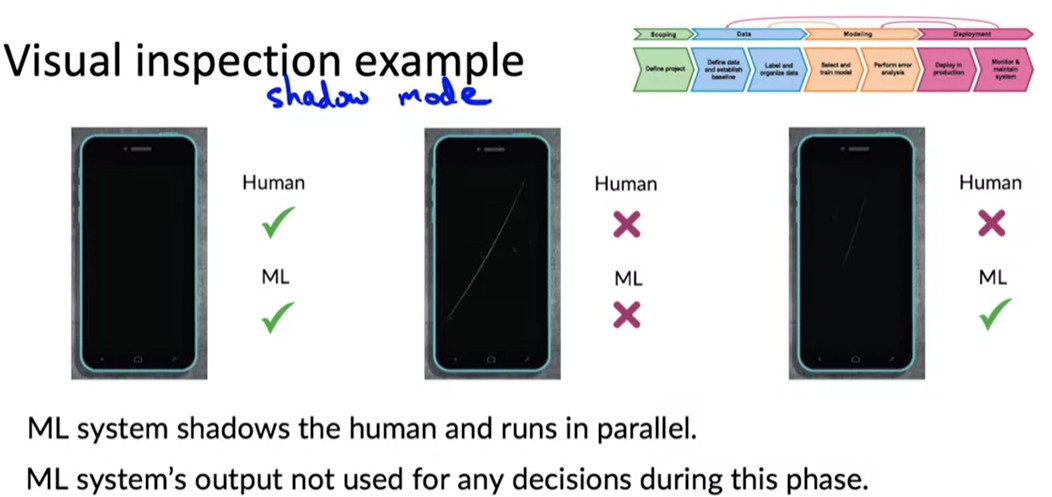 Visual inspection example
shadow mode
Scoping
Data
Modeling
Deployment
Define project
Define data
and establish
baseline
Label and
organize data
Select and
train model
Perform error
analysis
Deploy in
production
Monitor &
maintain
system
Human
ML
Human
ML
Human
ML
ML system shadows the human and runs in parallel.
ML system’s output not used for any decisions during this phase.